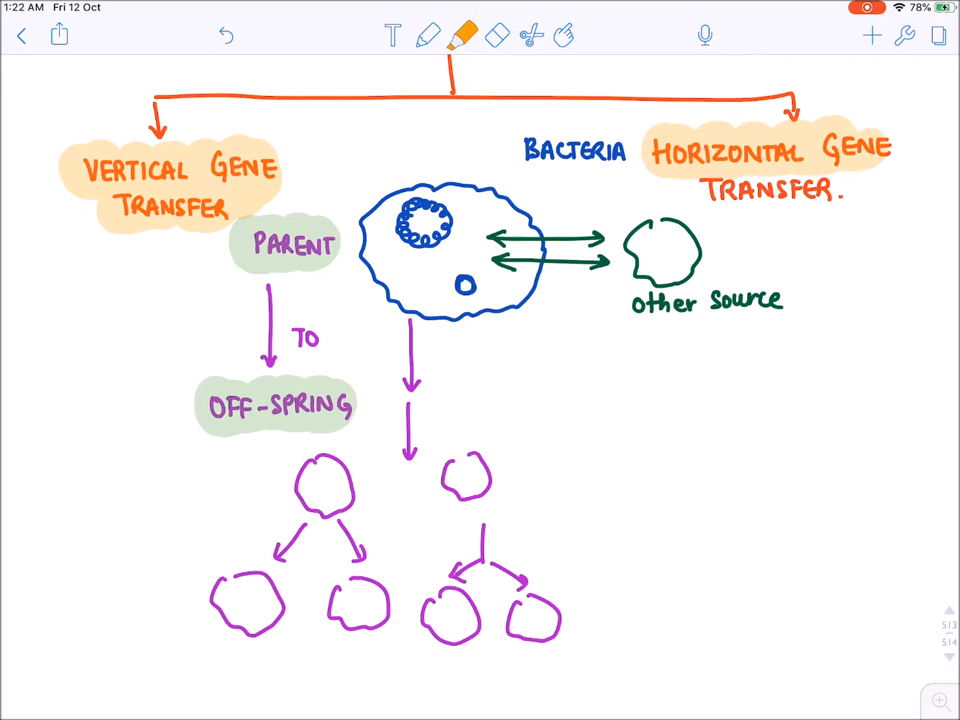 1:22 AM Fri 12 Oct
78%
T
VERTICAL GENE
TRANSFER
BACTERIA
HORIZONTAL GENE
TRANSFER.
PARENT
TO
OFF-SPRING
Other Source
513
514